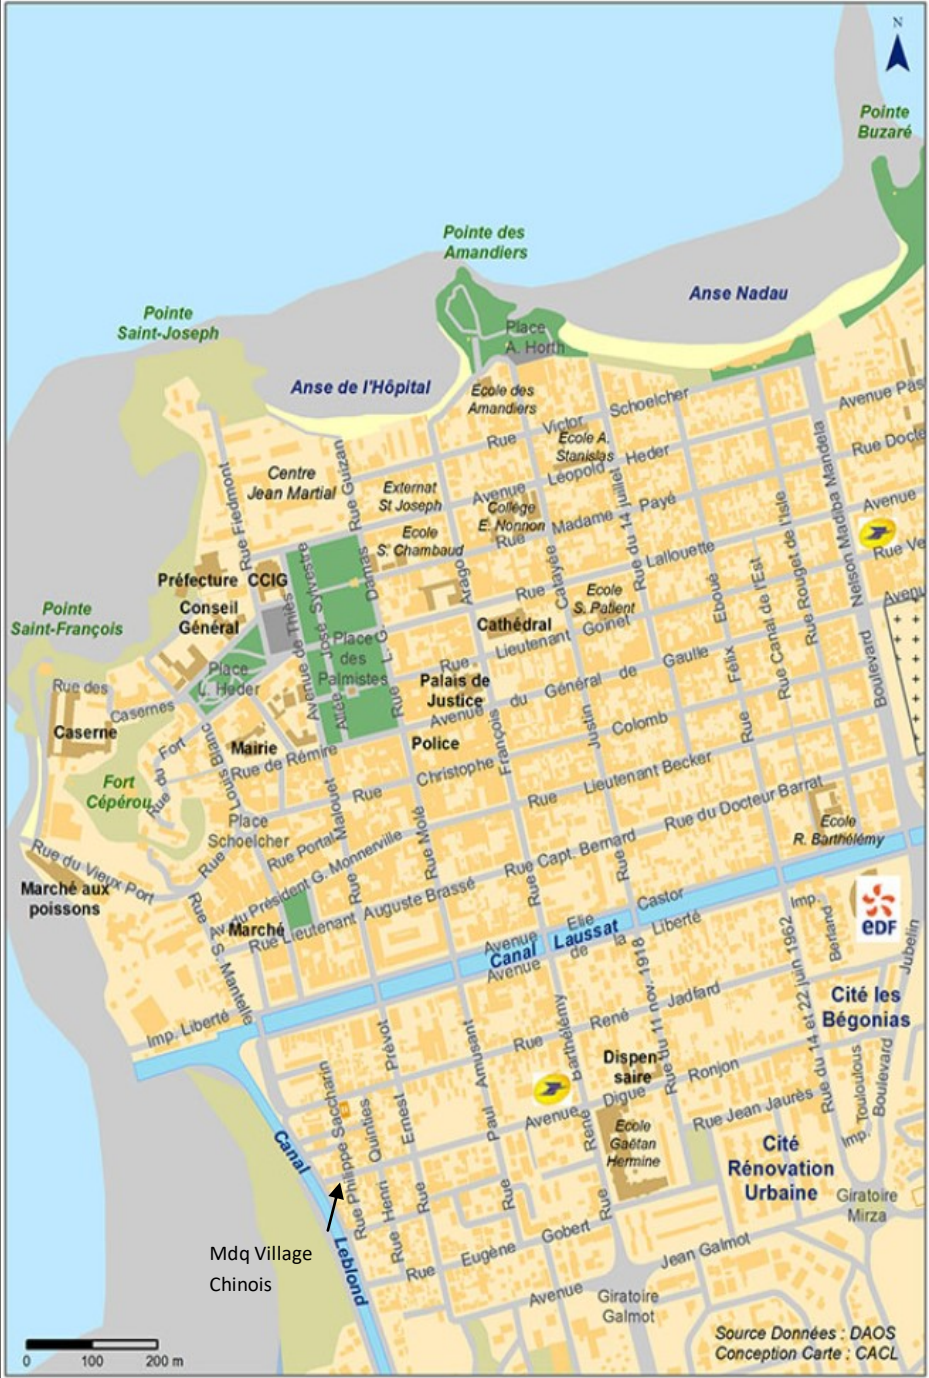 N
Pointe
Buzaré
Pointe des
Amandiers
Anse Nadau
Pointe
Saint-Joseph
Place
A. Horth
Anse de l'Hôpital
Ecole des
Amandiers
Rue Victor Schoelcher
Avenue Pas
Ecole A.
Stanislas
Avenue Léopold Heder
Rue Docte
Centre
Jean Martial
Externat
St Joseph
Collège
E. Nonnon
Rue Madame Payé
Avenue
Ecole
S. Chambaud
Rue Fiedmont
Rue Guizan
Rue Ve
Rue Lallouette
Avenu
Préfecture
CCIG
Conseil
Général
Ecole
S. Patient
Cathédral
Rue Lieutenant Goinet
Pointe
Saint-François
Place
L. Heder
Place
des
Palmistes
Avenue de Thiès
Allée José Sylvestre
Rue L. G. Damas
Arago
François
Catayée
Justin
Rue du 14 juillet
Rue Félix Eboué
Rue Canal de l'Est
Rue Rouget de l'Isle
Boulevard Nelson Madiba Mandela
Rue
Palais de
Justice
Avenue du Général de Gaulle
Rue des
Casernes
Caserne
Mairie
Police
Rue de Rémire
Rue Christophe Colomb
Fort
Cépérou
Rue du Fort
Rue Louis Blanc
Place
Schoelcher
Rue Lieutenant Becker
Rue Portal
Rue Malouet
Rue Molé
Rue
Rue
Rue Capt. Bernard
Rue du Docteur Barrat
Ecole
R. Barthélémy
Rue du Vieux Port
Marché aux
poissons
Av. du Président G. Monnerville
Rue Lieutenant Auguste Brassé
Marché
Rue S. Mantelle
Avenue Elie Castor
Canal Laussat
Avenue de la Liberté
Imp. Berland
eDF
Jubelin
Imp. Liberté
Cité les
Bégonias
Rue René Jadfard
Dispen-
saire
Rue du 11 nov. 1918
Rue du 14 et 22 juin 1962
Avenue Digue Ronjon
Rue Jean Jaurès
Imp. Touloulous
Boulevard
Rue Philippe Saccharin
Rue Henri Quintiès
Rue Ernest Prévot
Rue Paul Amusant
Rue René Barthélémy
Ecole
Gaëtan
Hermine
Cité
Rénovation
Urbaine
Giratoire
Mirza
Canal Leblond
Mdq Village
Chinois
Rue Eugène Gobert
Avenue Jean Galmot
Giratoire
Galmot
0 100 200 m
Source Données : DAOS
Conception Carte : CACL